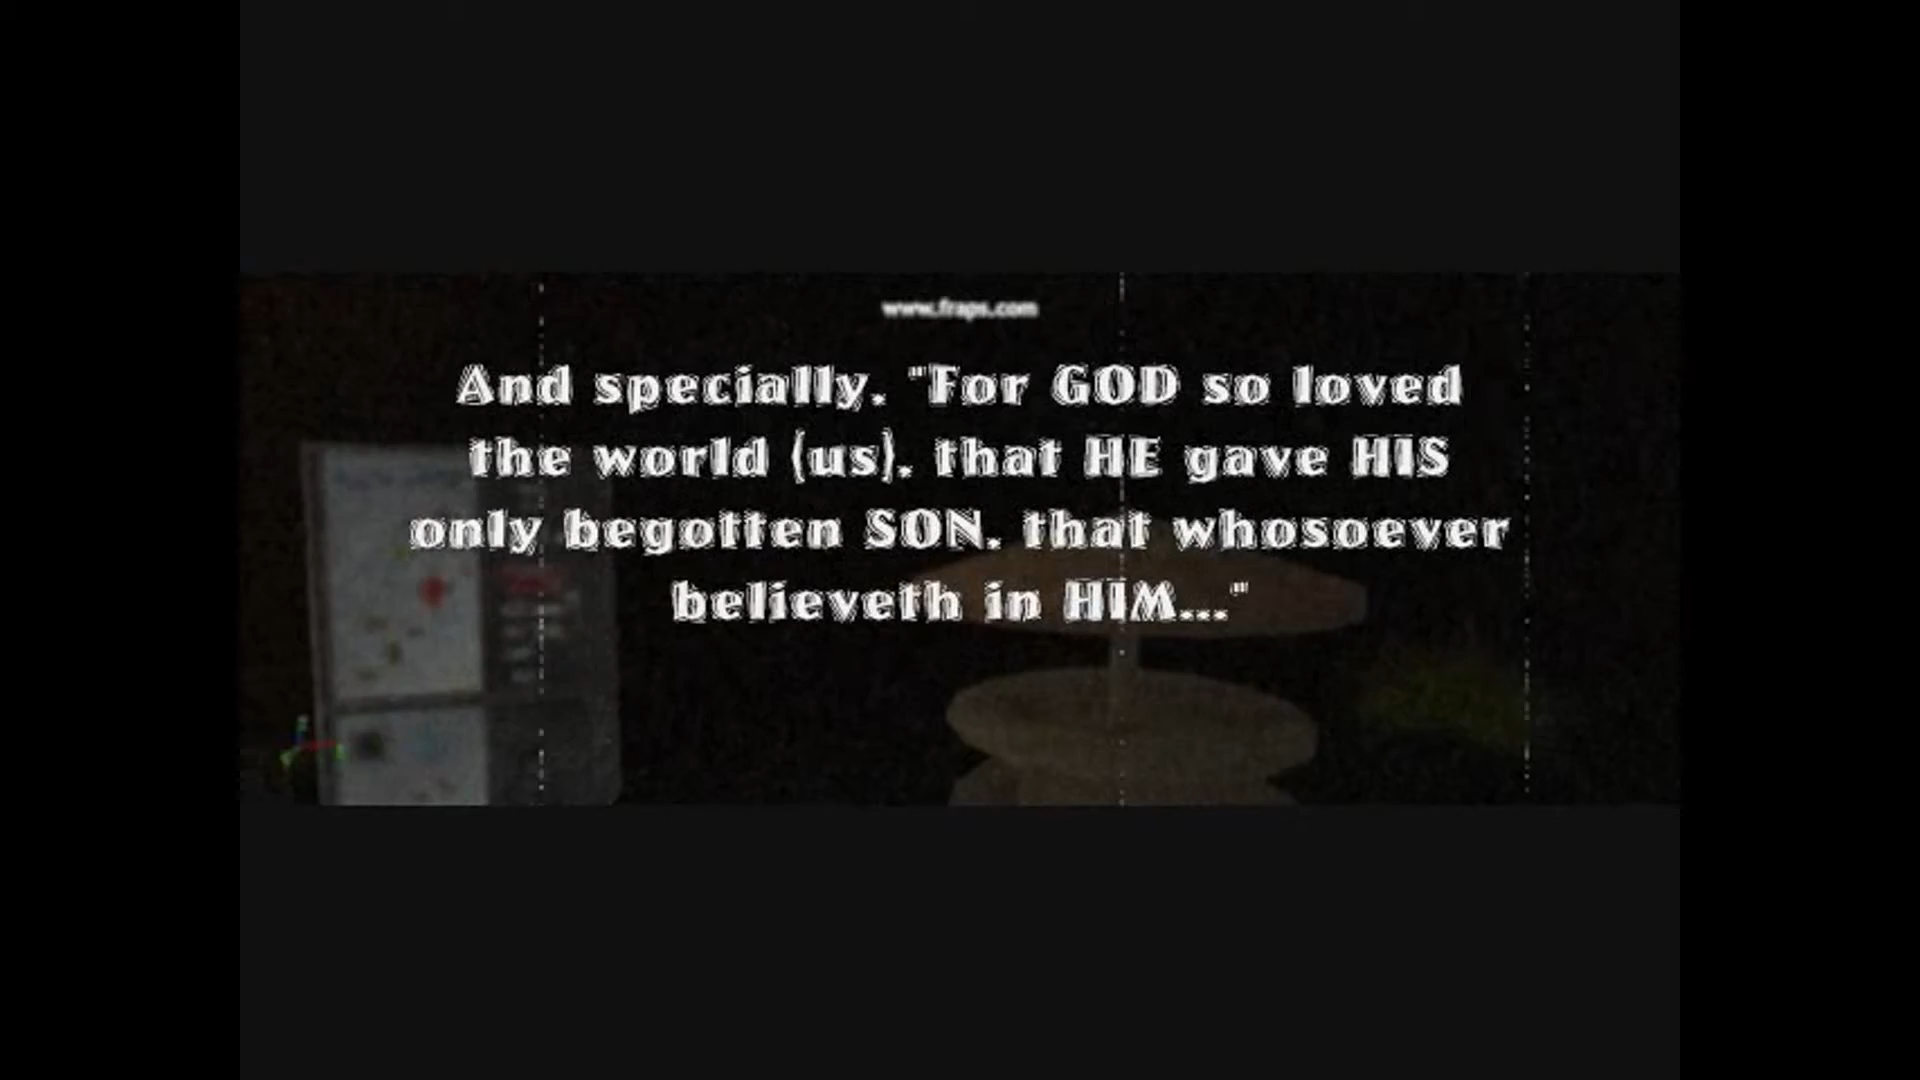 www.fraps.com
And specially, "For GOD so loved
the world (us), that HE gave HIS
only begotten SON, that whosoever
believeth in HIM..."